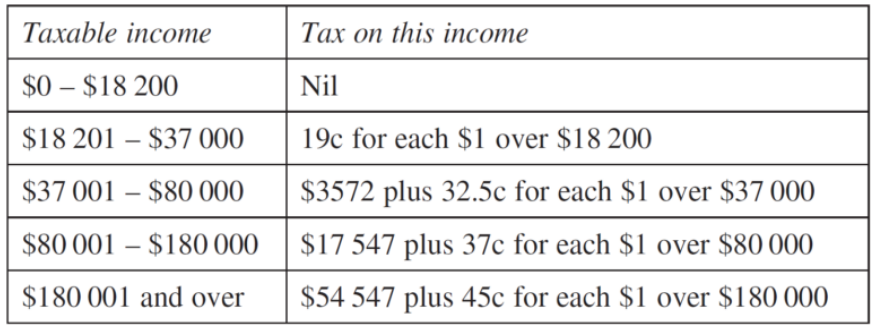 Taxable income Tax on this income
$0 – $18 200 Nil
$18 201 – $37 000 19c for each $1 over $18 200
$37 001 – $80 000 $3572 plus 32.5c for each $1 over $37 000
$80 001 – $180 000 $17 547 plus 37c for each $1 over $80 000
$180 001 and over $54 547 plus 45c for each $1 over $180 000